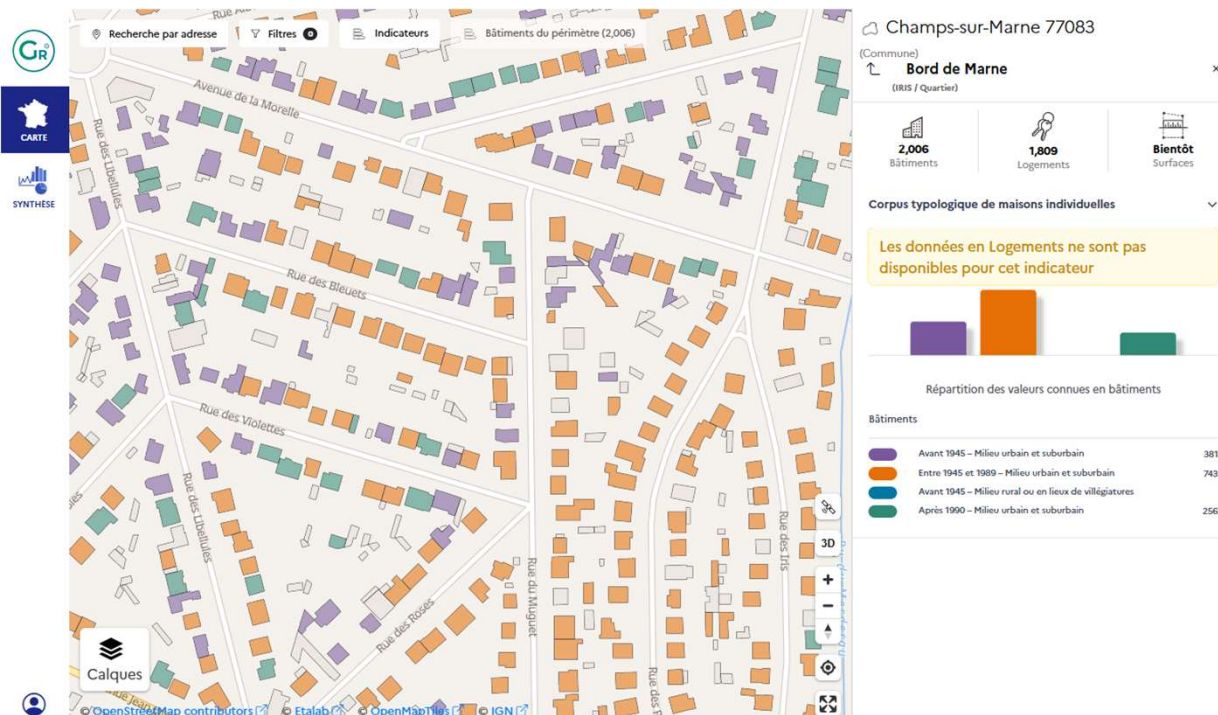 GR
CARTE
SYNTHÈSE
Recherche par adresse
Filtres 0
Indicateurs
Bâtiments du périmètre (2,006)
Avenue de la Morelle
Rue des Libellules
Rue des Bleuets
Rue des Violettes
Rue des Libellules
Rue des Roses
Rue du Muguet
Rue des Iris
3D
+
−
Calques
© OpenStreetMap contributors © Etalab © OpenMapTiles © IGN
Champs-sur-Marne 77083
(Commune)
Bord de Marne
(IRIS / Quartier)
2,006
Bâtiments
1,809
Logements
Bientôt
Surfaces
Corpus typologique de maisons individuelles
Les données en Logements ne sont pas
disponibles pour cet indicateur
Répartition des valeurs connues en bâtiments
Bâtiments
Avant 1945 – Milieu urbain et suburbain 381
Entre 1945 et 1989 – Milieu urbain et suburbain 743
Avant 1945 – Milieu rural ou en lieux de villégiatures
Après 1990 – Milieu urbain et suburbain 256